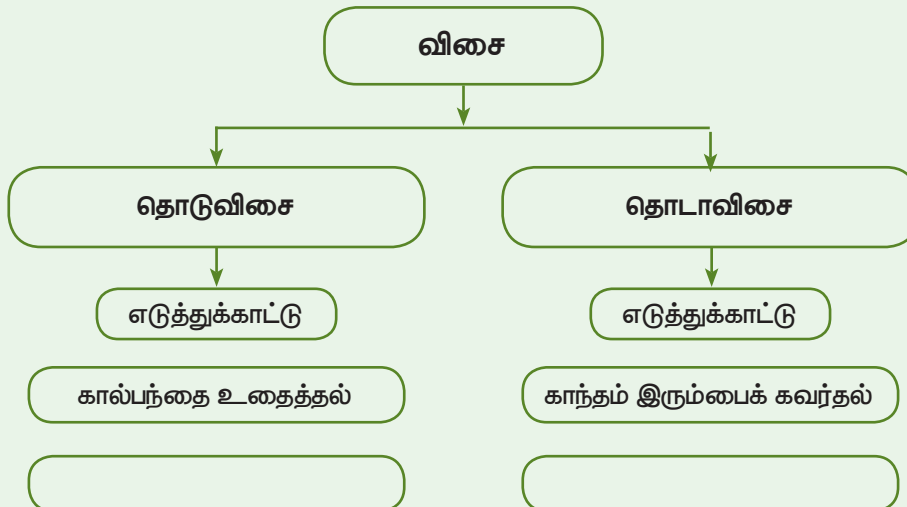 விசை
தொடுவிசை
தொடாவிசை
எடுத்துக்காட்டு
எடுத்துக்காட்டு
கால்பந்தை உதைத்தல்
காந்தம் இரும்பைக் கவர்தல்